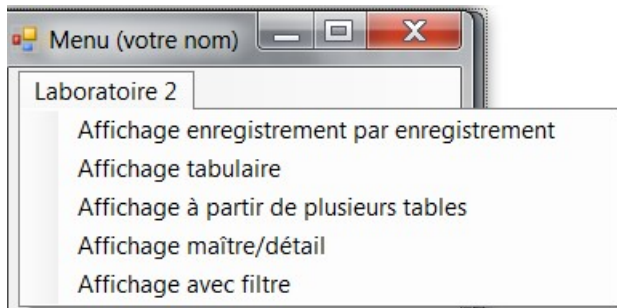 Menu (votre nom)
Laboratoire 2
Affichage enregistrement par enregistrement
Affichage tabulaire
Affichage à partir de plusieurs tables
Affichage maître/détail
Affichage avec filtre